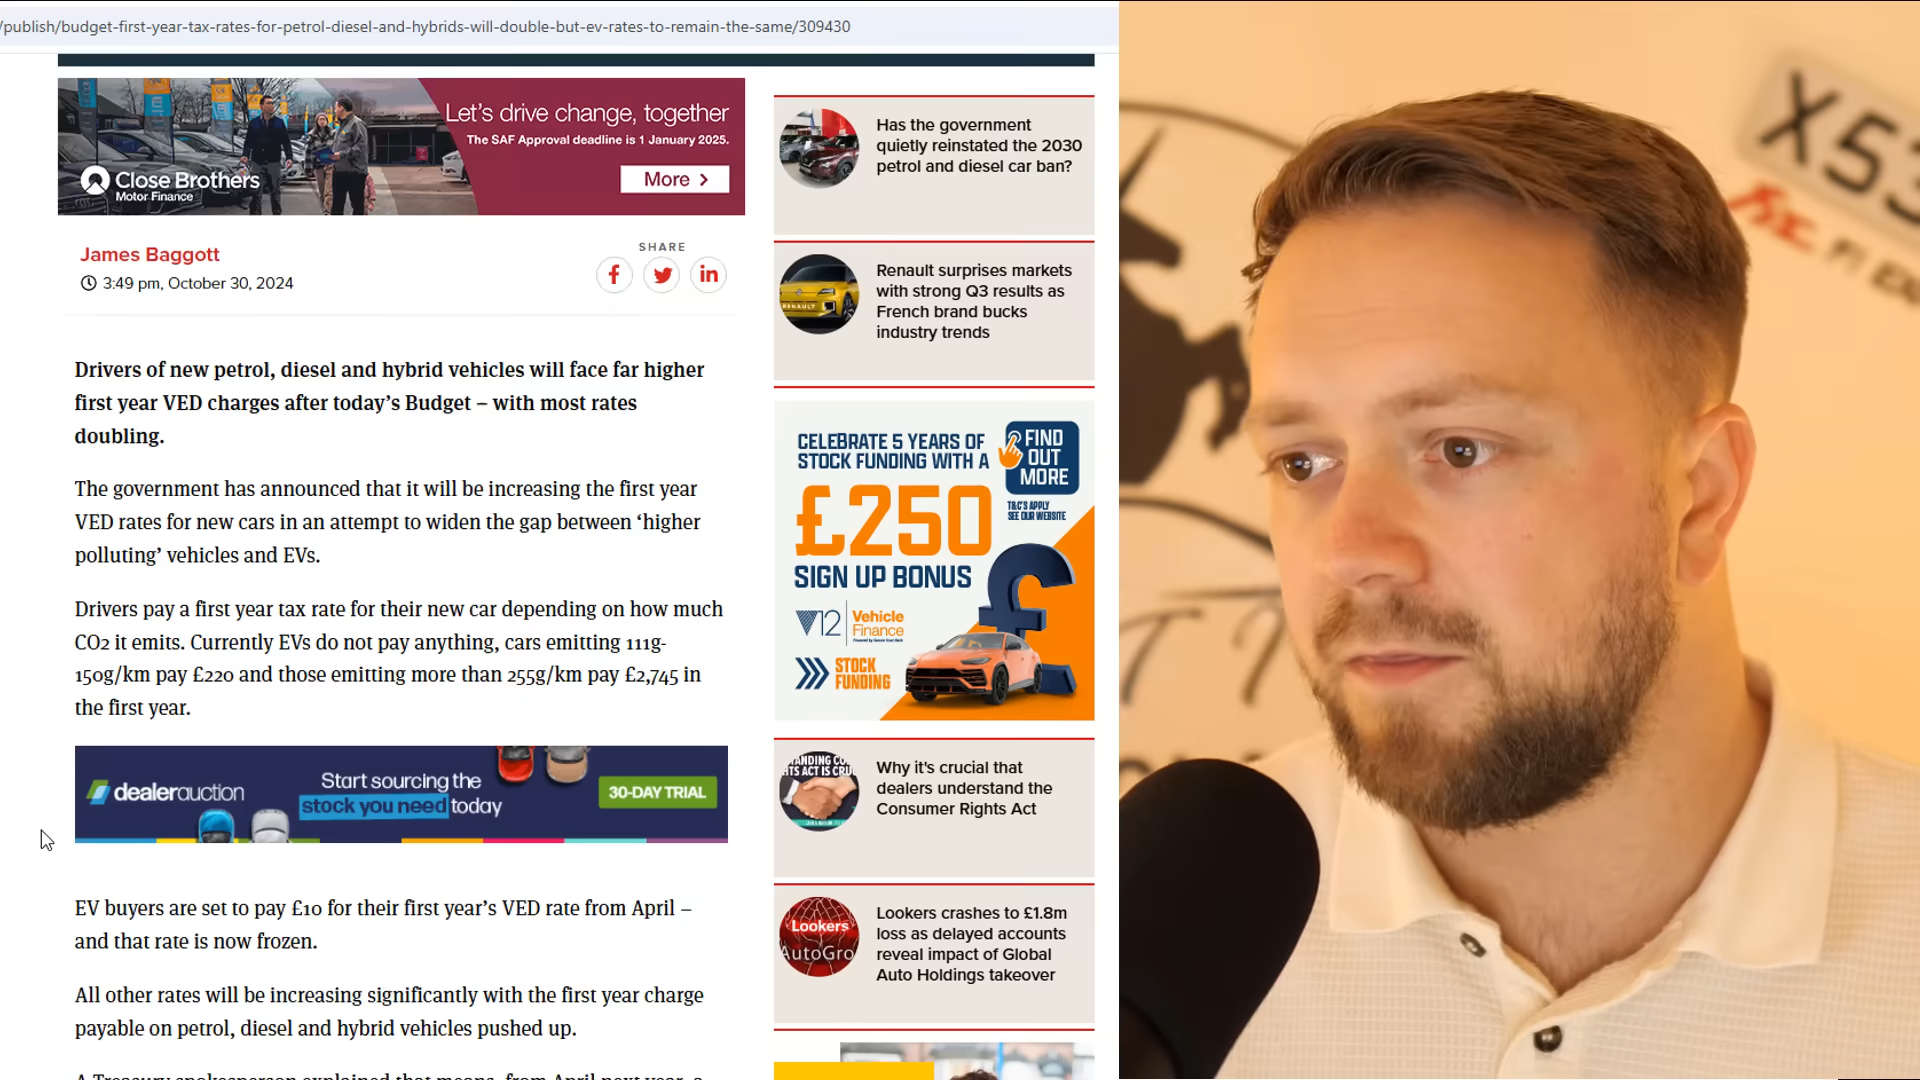 /publish/budget-first-year-tax-rates-for-petrol-diesel-and-hybrids-will-double-but-ev-rates-to-remain-the-same/309430
Let's drive change, together
The SAF Approval deadline is 1 January 2025.
Close Brothers
Motor Finance
More
James Baggott
3:49 pm, October 30, 2024
SHARE
Drivers of new petrol, diesel and hybrid vehicles will face far higher
first year VED charges after today's Budget – with most rates
doubling.
The government has announced that it will be increasing the first year
VED rates for new cars in an attempt to widen the gap between ‘higher
polluting’ vehicles and EVs.
Drivers pay a first year tax rate for their new car depending on how much
CO2 it emits. Currently EVs do not pay anything, cars emitting 111g-
150g/km pay £220 and those emitting more than 255g/km pay £2,745 in
the first year.
dealerauction
Start sourcing the
stock you need today
30-DAY TRIAL
EV buyers are set to pay £10 for their first year's VED rate from April –
and that rate is now frozen.
All other rates will be increasing significantly with the first year charge
payable on petrol, diesel and hybrid vehicles pushed up.
A Treasury spokesperson explained that means, from April next year, a
Has the government
quietly reinstated the 2030
petrol and diesel car ban?
RENAULT
Renault surprises markets
with strong Q3 results as
French brand bucks
industry trends
CELEBRATE 5 YEARS OF
STOCK FUNDING WITH A
£250
SIGN UP BONUS
FIND
OUT
MORE
T&C'S APPLY
SEE OUR WEBSITE
V12
Vehicle
Finance
STOCK
FUNDING
Why it's crucial that
dealers understand the
Consumer Rights Act
Lookers
AutoGro
Lookers crashes to £1.8m
loss as delayed accounts
reveal impact of Global
Auto Holdings takeover
X53